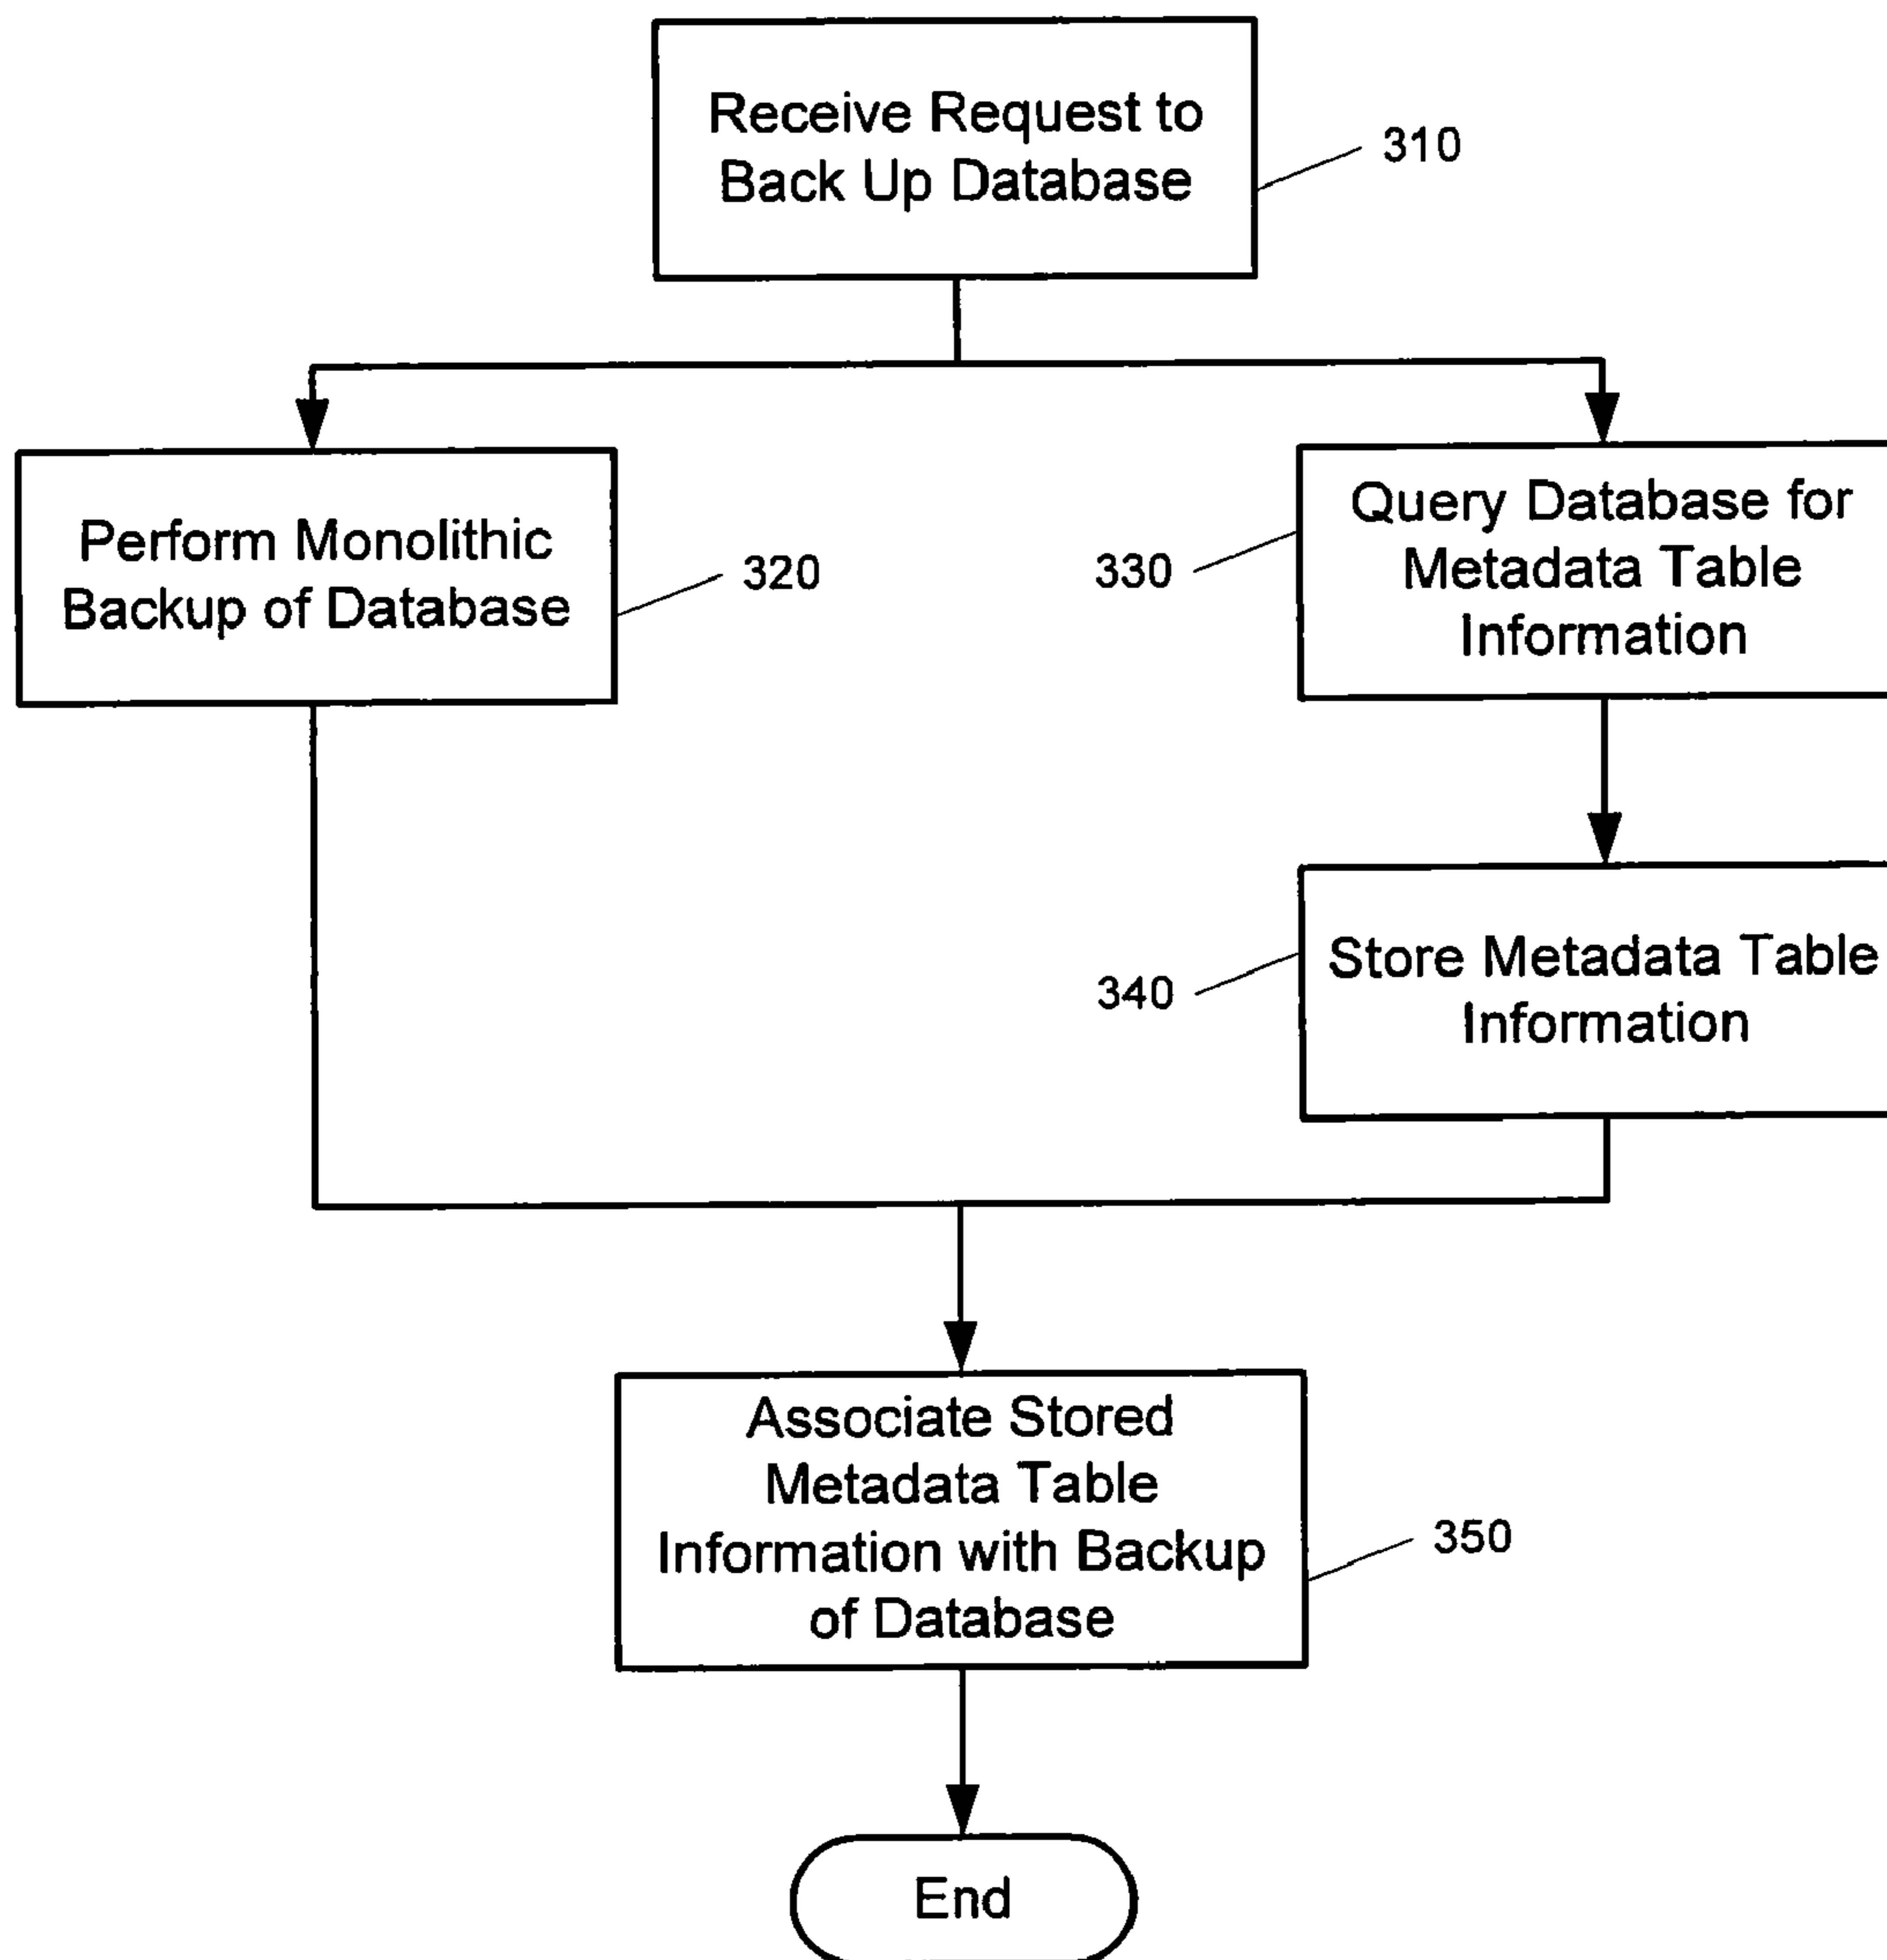 Receive Request to
Back Up Database
310
Perform Monolithic
Backup of Database
320
330
Query Database for
Metadata Table
Information
340
Store Metadata Table
Information
Associate Stored
Metadata Table
Information with Backup
of Database
350
End